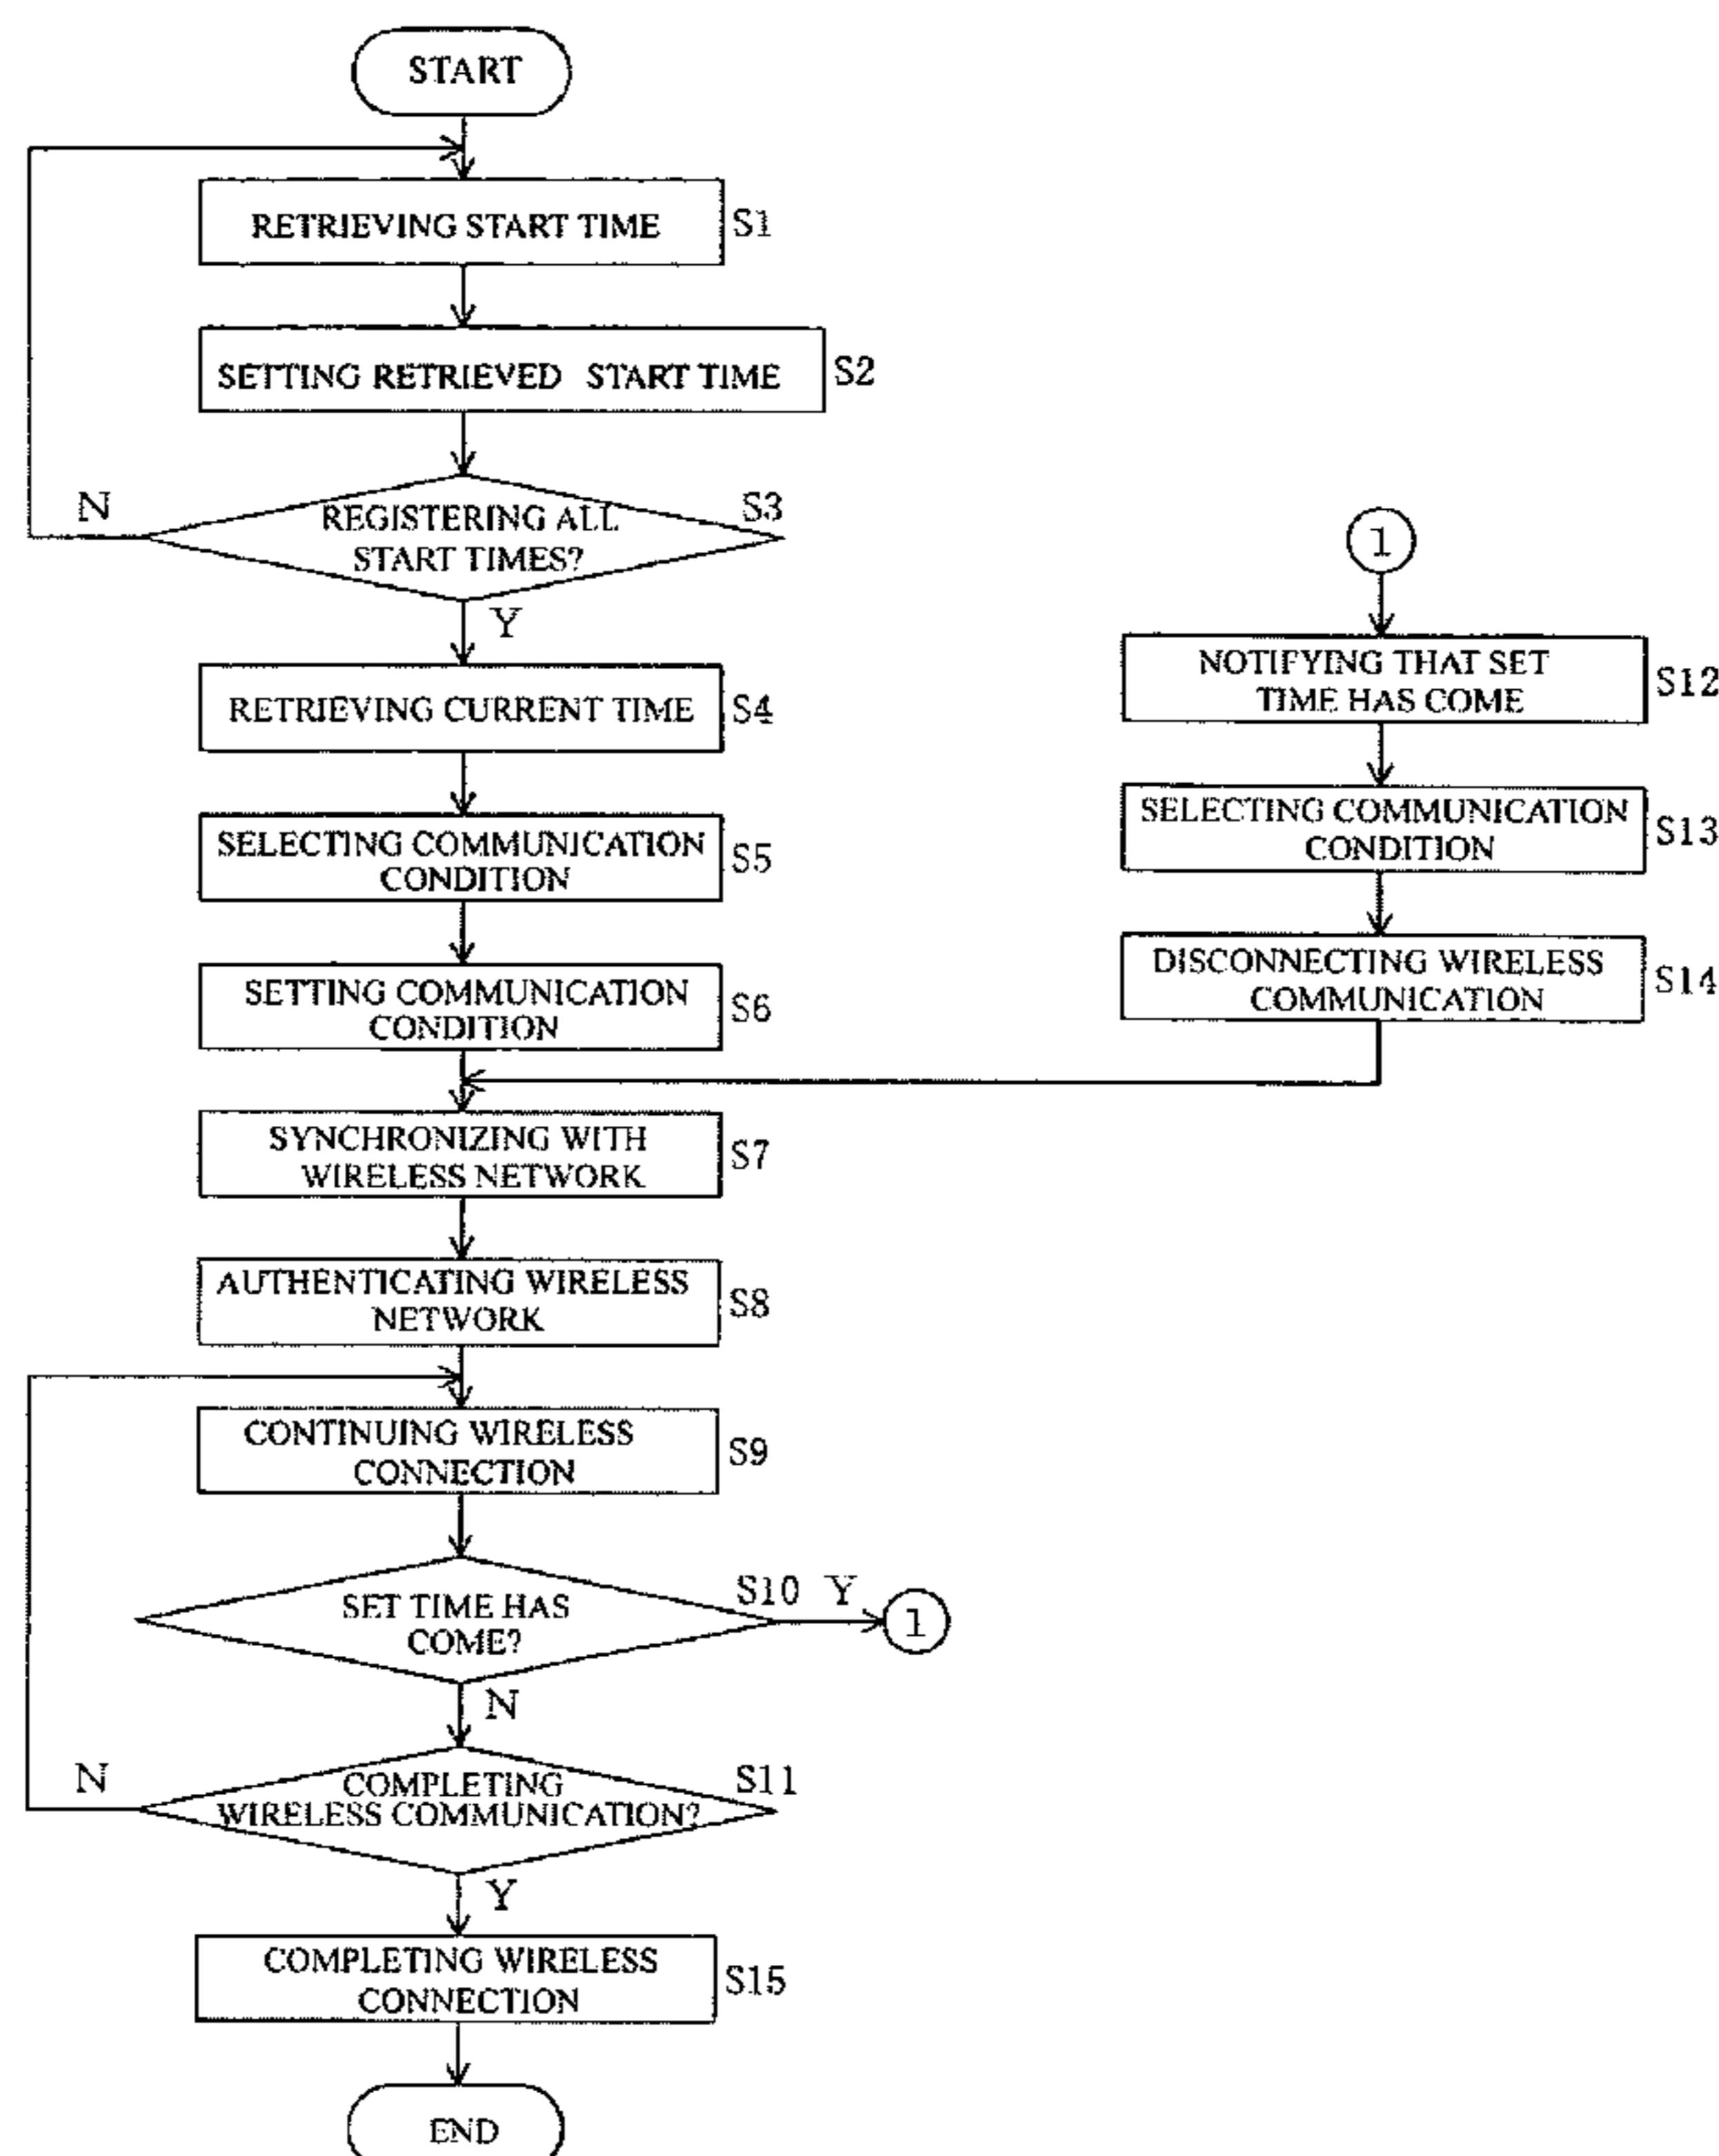 START
RETRIEVING START TIME
S1
SETTING RETRIEVED START TIME
S2
REGISTERING ALL
START TIMES?
S3
N
Y
RETRIEVING CURRENT TIME
S4
SELECTING COMMUNICATION
CONDITION
S5
SETTING COMMUNICATION
CONDITION
S6
SYNCHRONIZING WITH
WIRELESS NETWORK
S7
AUTHENTICATING WIRELESS
NETWORK
S8
CONTINUING WIRELESS
CONNECTION
S9
SET TIME HAS
COME?
S10
Y
1
N
COMPLETING
WIRELESS COMMUNICATION?
S11
N
Y
COMPLETING WIRELESS
CONNECTION
S15
END
1
NOTIFYING THAT SET
TIME HAS COME
S12
SELECTING COMMUNICATION
CONDITION
S13
DISCONNECTING WIRELESS
COMMUNICATION
S14